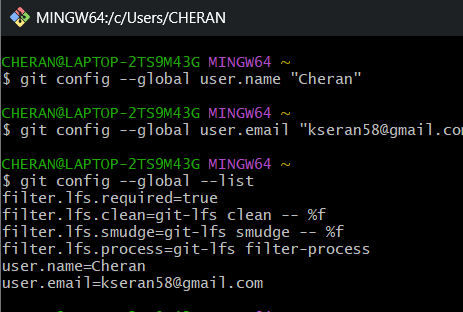 MINGW64:/c/Users/CHERAN
CHERAN@LAPTOP-2TS9M43G MINGW64 ~
$ git config --global user.name "Cheran"
CHERAN@LAPTOP-2TS9M43G MINGW64 ~
$ git config --global user.email "kseran58@gmail.co
CHERAN@LAPTOP-2TS9M43G MINGW64 ~
$ git config --global --list
filter.lfs.required=true
filter.lfs.clean=git-lfs clean -- %f
filter.lfs.smudge=git-lfs smudge -- %f
filter.lfs.process=git-lfs filter-process
user.name=Cheran
user.email=kseran58@gmail.com